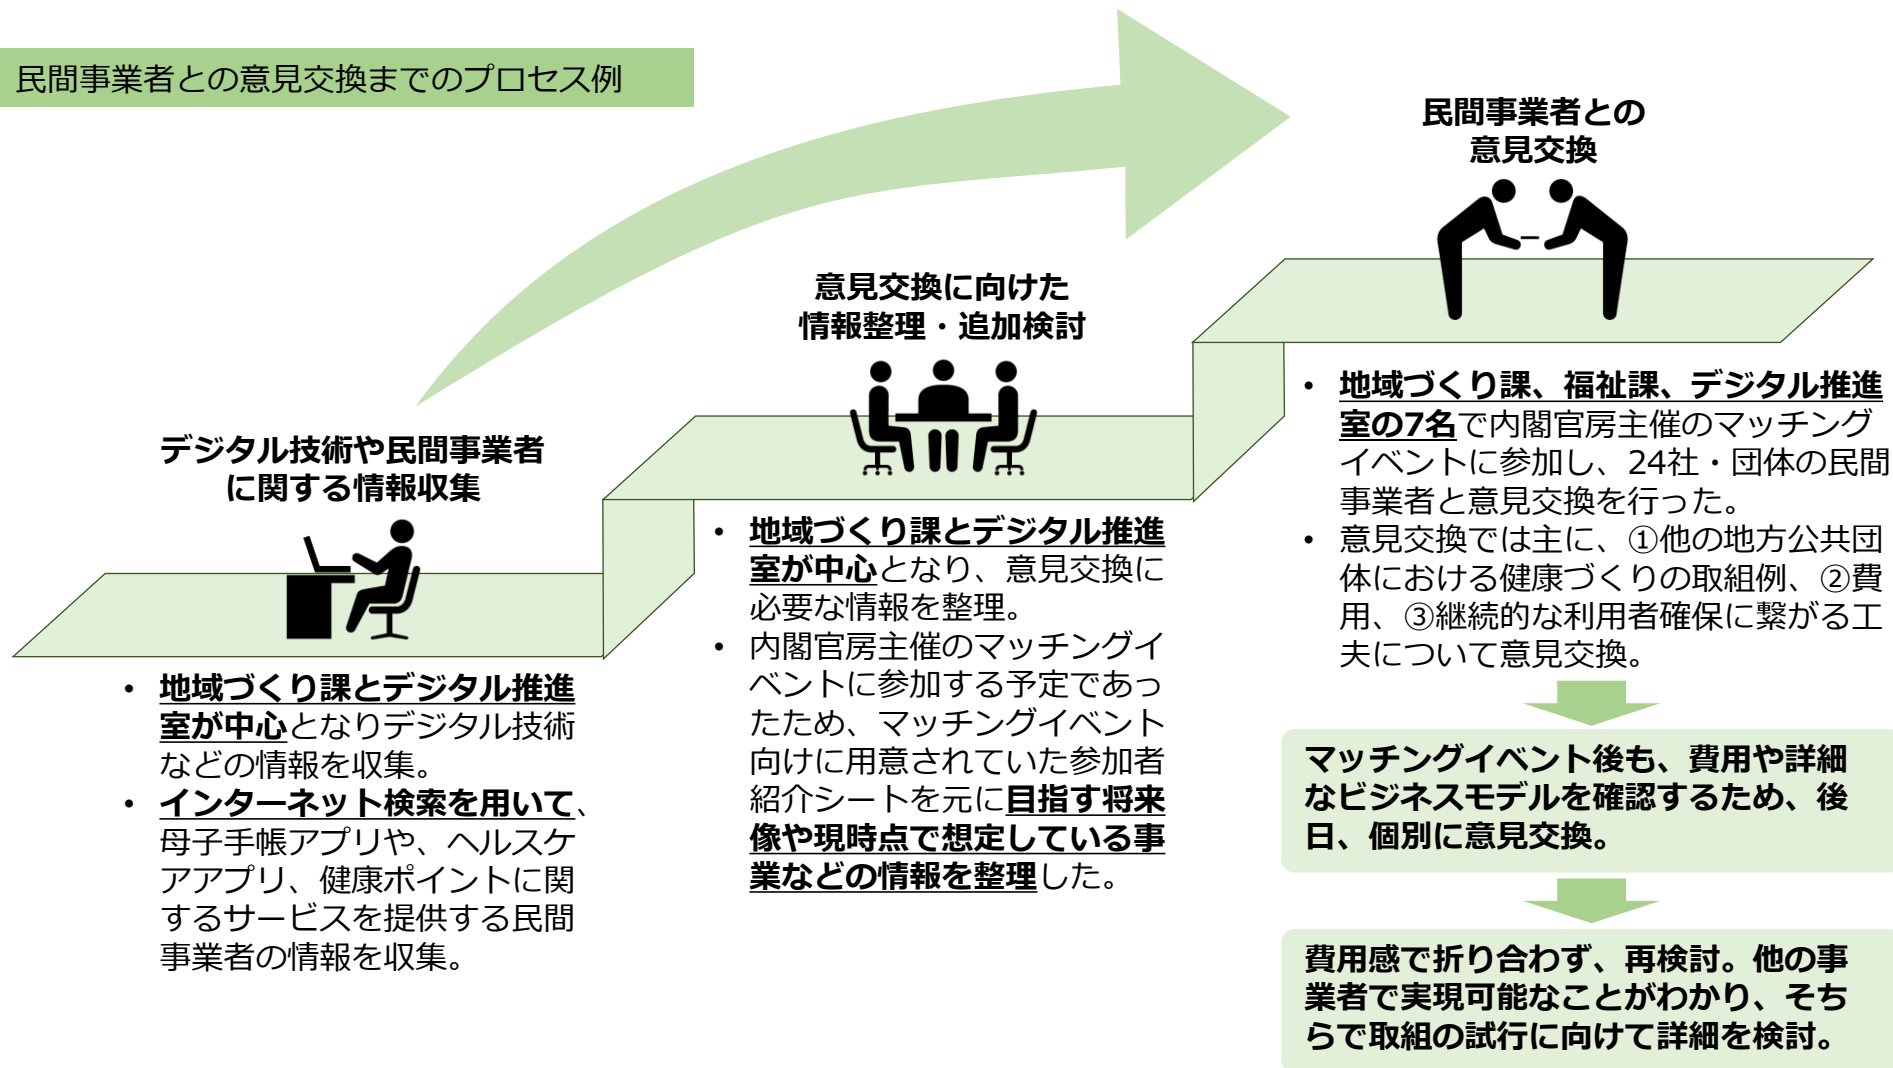 民間事業者との意見交換までのプロセス例
デジタル技術や民間事業者
に関する情報収集
• 地域づくり課とデジタル推進
室が中心となりデジタル技術
などの情報を収集。
• インターネット検索を用いて、
母子手帳アプリや、ヘルスケ
アアプリ、健康ポイントに関
するサービスを提供する民間
事業者の情報を収集。
意見交換に向けた
情報整理・追加検討
• 地域づくり課とデジタル推進
室が中心となり、意見交換に
必要な情報を整理。
• 内閣官房主催のマッチングイ
ベントに参加する予定であっ
たため、マッチングイベント
向けに用意されていた参加者
紹介シートを元に目指す将来
像や現時点で想定している事
業などの情報を整理した。
民間事業者との
意見交換
• 地域づくり課、福祉課、デジタル推進
室の7名で内閣官房主催のマッチング
イベントに参加し、24社・団体の民間
事業者と意見交換を行った。
• 意見交換では主に、①他の地方公共団
体における健康づくりの取組例、②費
用、③継続的な利用者確保に繋がる工
夫について意見交換。
マッチングイベント後も、費用や詳細
なビジネスモデルを確認するため、後
日、個別に意見交換。
費用感で折り合わず、再検討。他の事
業者で実現可能なことがわかり、そち
らで取組の試行に向けて詳細を検討。